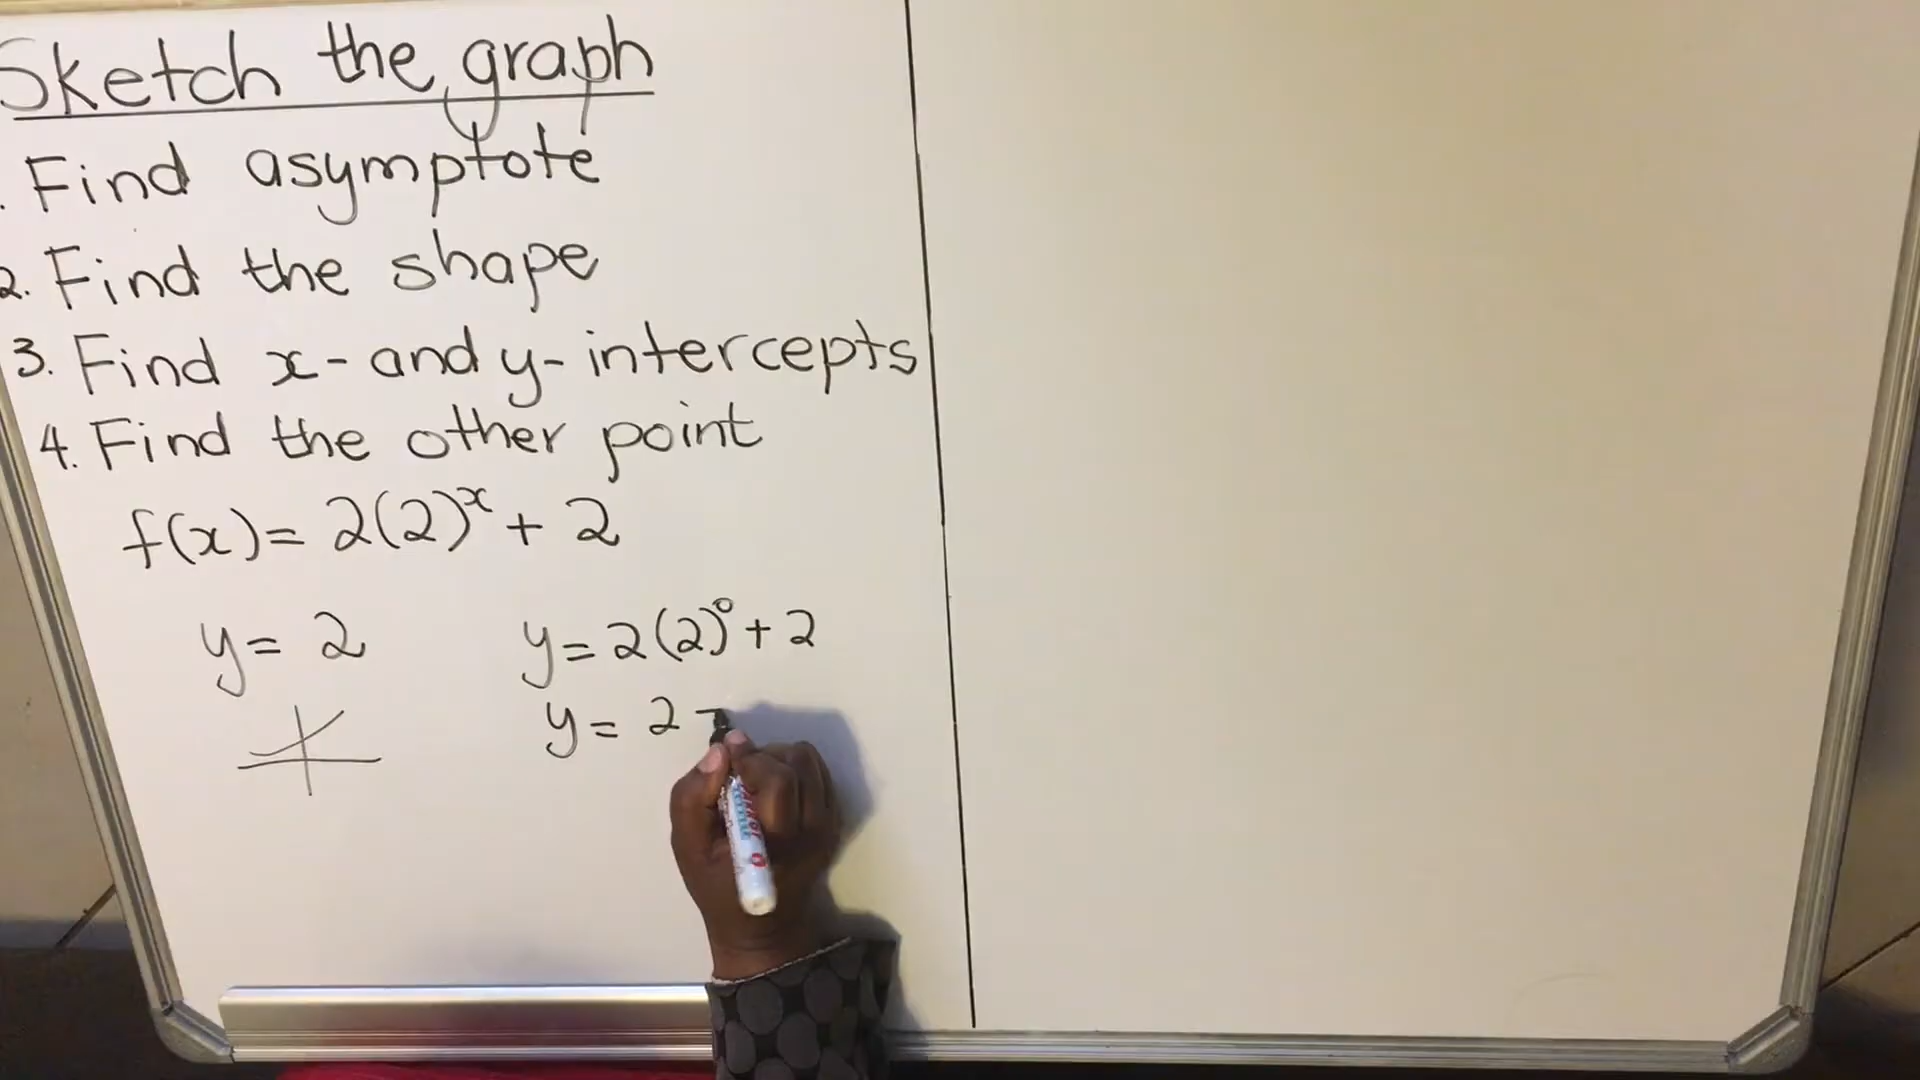 Sketch the graph
. Find asymptote
2. Find the shape
3. Find x- and y-intercepts
4. Find the other point
f(x) = 2(2)ˣ + 2
y = 2
y = 2(2)⁰ + 2
y = 2